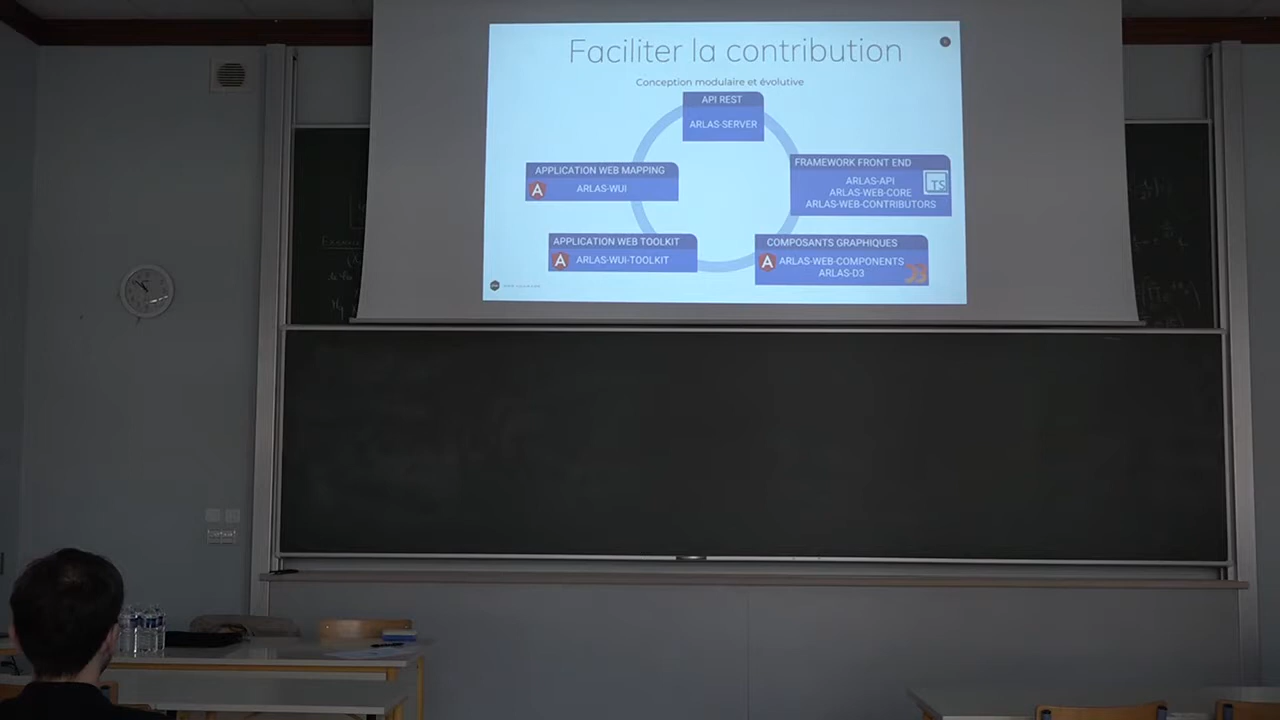 Faciliter la contribution
Conception modulaire et évolutive
API REST
ARLAS-SERVER
APPLICATION WEB MAPPING
ARLAS-WUI
FRAMEWORK FRONT END
ARLAS-API
ARLAS-WEB-CORE
ARLAS-WEB-CONTRIBUTORS
TS
APPLICATION WEB TOOLKIT
ARLAS-WUI-TOOLKIT
COMPOSANTS GRAPHIQUES
ARLAS-WEB-COMPONENTS
ARLAS-D3